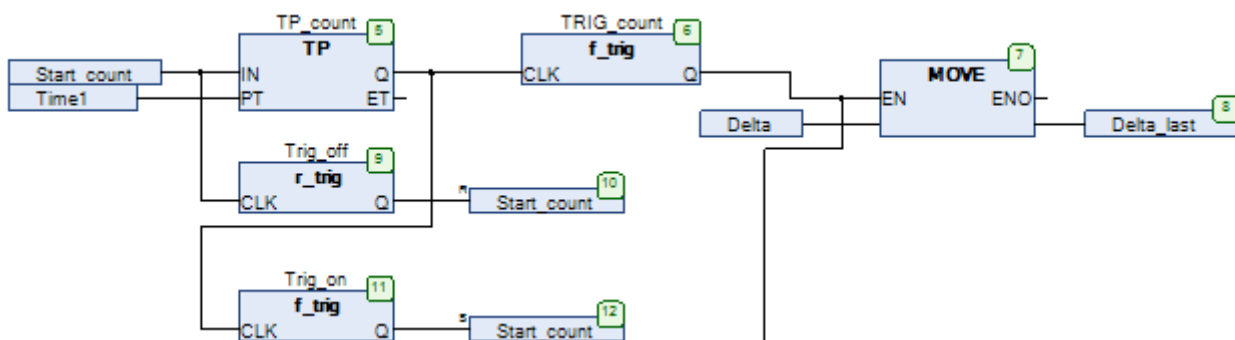 TP_count
5
TP
Start_count
IN
Q
Time1
PT
ET
TRIG_count
6
f_trig
CLK
Q
7
MOVE
EN
ENO
Delta
8
Delta_last
Trig_off
9
r_trig
CLK
Q
R
10
Start_count
Trig_on
11
f_trig
CLK
Q
S
12
Start_count